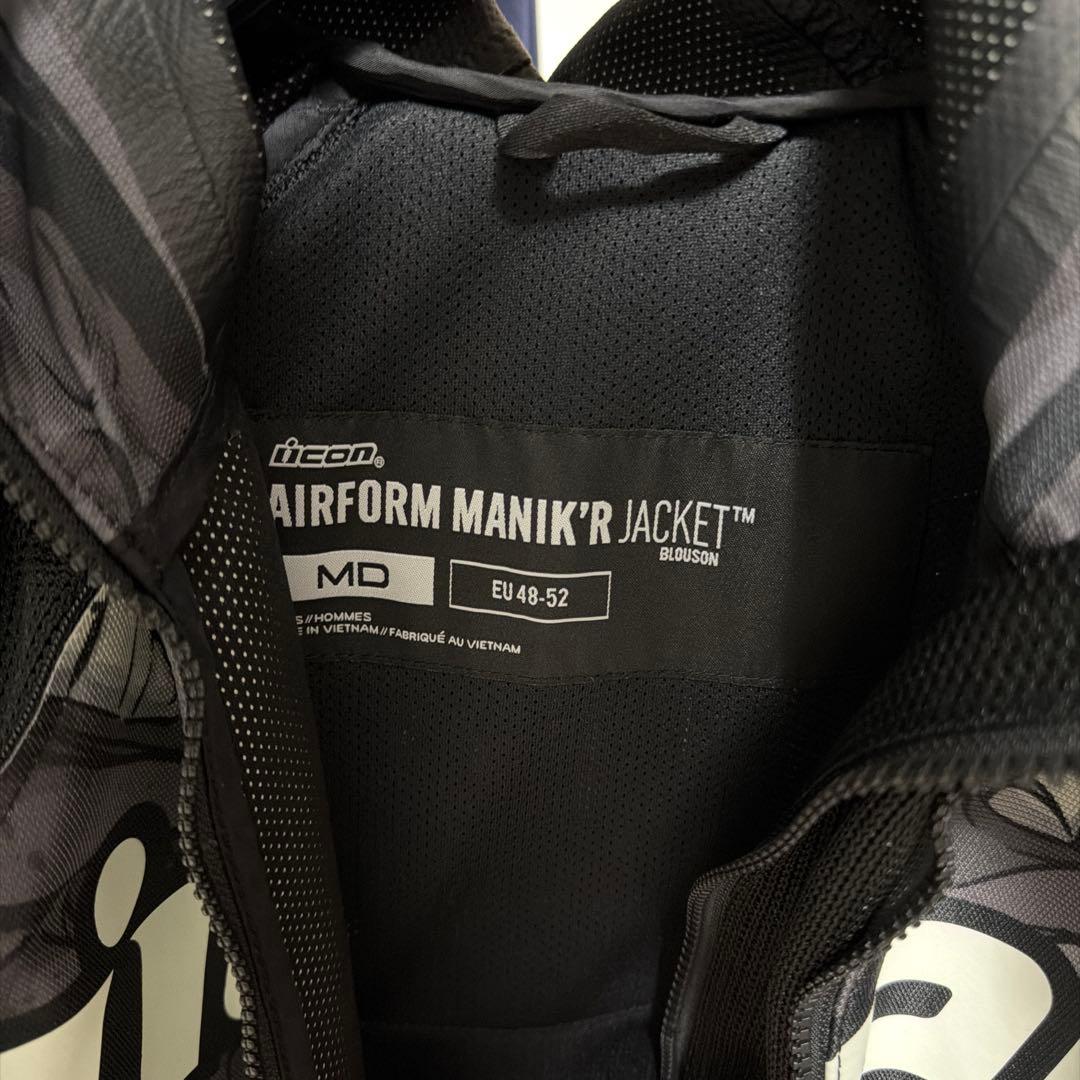 icon®
AIRFORM MANIK'R JACKET™
BLOUSON
MD
EU 48-52
S//HOMMES
E IN VIETNAM//FABRIQUÉ AU VIETNAM